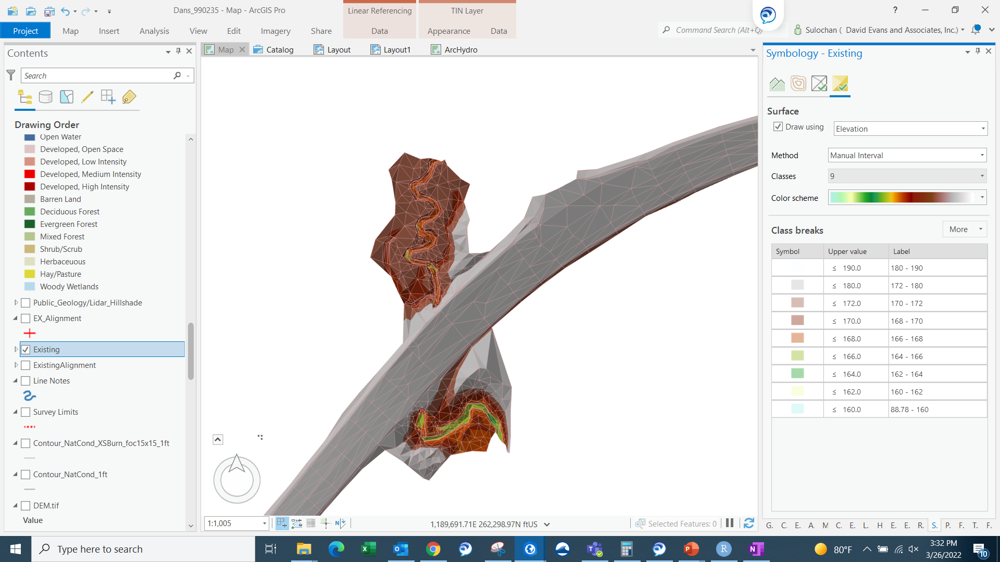 Dans_990235 - Map - ArcGIS Pro
Linear Referencing
TIN Layer
?
Project
Map
Insert
Analysis
View
Edit
Imagery
Share
Data
Appearance
Data
Command Search (Alt+Q)
Sulochan ( David Evans and Associates, Inc.)
Contents
Map
Catalog
Layout
Layout1
ArcHydro
Symbology - Existing
Search
Drawing Order
Open Water
Developed, Open Space
Developed, Low Intensity
Developed, Medium Intensity
Developed, High Intensity
Barren Land
Deciduous Forest
Evergreen Forest
Mixed Forest
Shrub/Scrub
Herbaceuous
Hay/Pasture
Woody Wetlands
Public_Geology/Lidar_Hillshade
EX_Alignment
Existing
ExistingAlignment
Line Notes
Survey Limits
Contour_NatCond_XSBurn_foc15x15_1ft
Contour_NatCond_1ft
DEM.tif
Value
Surface
Draw using Elevation
Method Manual Interval
Classes 9
Color scheme
Class breaks More
Symbol Upper value Label
≤ 190.0 180 - 190
≤ 180.0 172 - 180
≤ 172.0 170 - 172
≤ 170.0 168 - 170
≤ 168.0 166 - 168
≤ 166.0 164 - 166
≤ 164.0 162 - 164
≤ 162.0 160 - 162
≤ 160.0 88.78 - 160
1:1,005
1,189,691.71E 262,298.97N ftUS
Selected Features: 0
G. C. E. A. M C. E. L. H E. E. R. S. P. F. T. F.
Type here to search
80°F
3:32 PM
3/26/2022
10